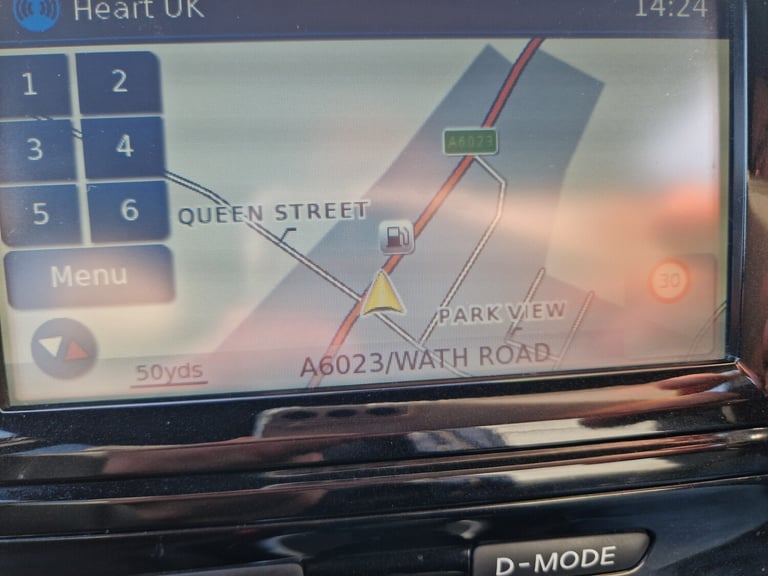 Heart UK 14:24
1 2
3 4
5 6
Menu
A6023
QUEEN STREET
30
PARK VIEW
A6023/WATH ROAD
50yds
D-MODE